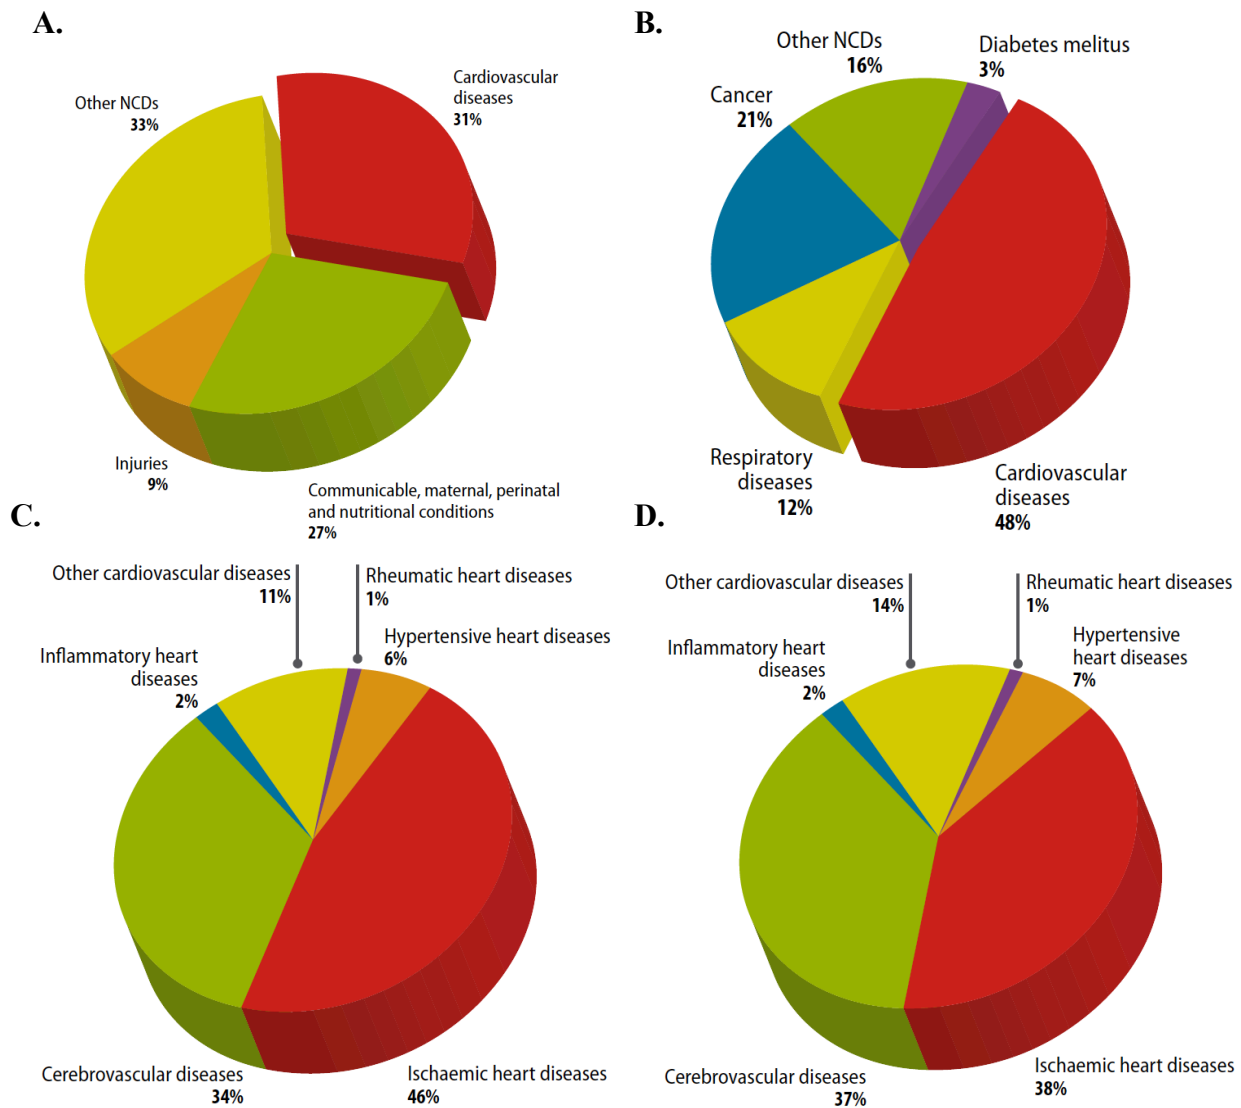 A.
Other NCDs
33%
Cardiovascular
diseases
31%
Injuries
9%
Communicable, maternal, perinatal
and nutritional conditions
27%
B.
Other NCDs
16%
Diabetes melitus
3%
Cancer
21%
Respiratory
diseases
12%
Cardiovascular
diseases
48%
C.
Other cardiovascular diseases
11%
Rheumatic heart diseases
1%
Hypertensive heart diseases
6%
Inflammatory heart
diseases
2%
Cerebrovascular diseases
34%
Ischaemic heart diseases
46%
D.
Other cardiovascular diseases
14%
Rheumatic heart diseases
1%
Hypertensive
heart diseases
7%
Inflammatory heart
diseases
2%
Cerebrovascular diseases
37%
Ischaemic heart diseases
38%